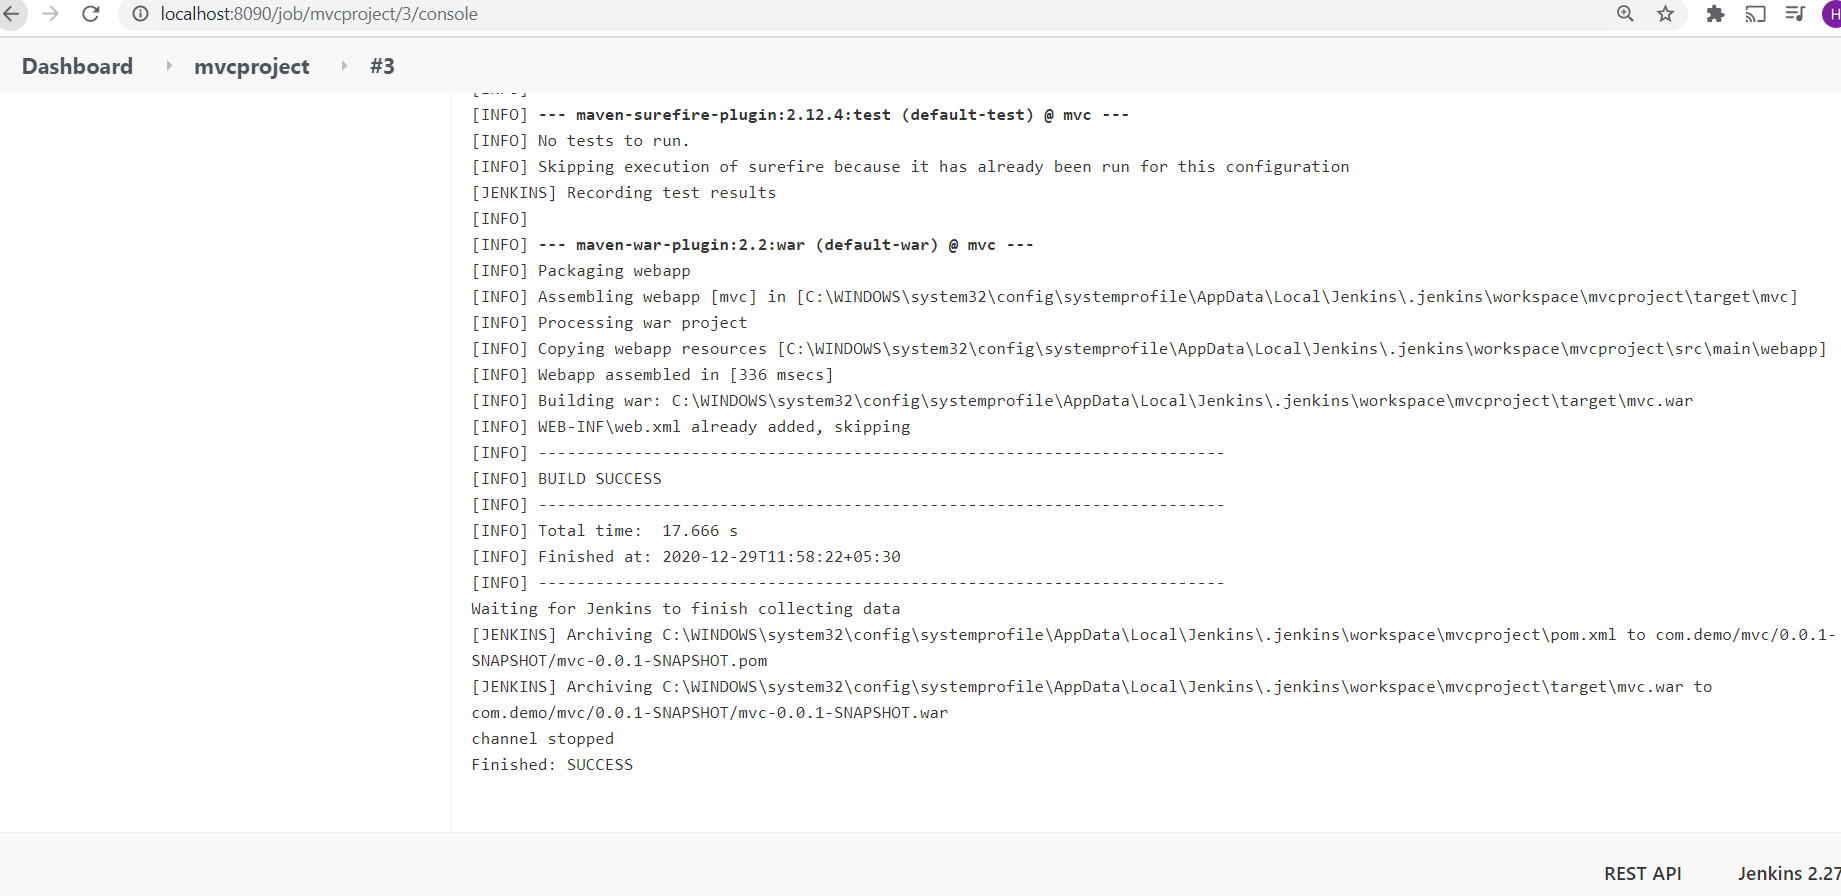 localhost:8090/job/mvcproject/3/console
H
Dashboard mvcproject #3
[INFO]
[INFO] --- maven-surefire-plugin:2.12.4:test (default-test) @ mvc ---
[INFO] No tests to run.
[INFO] Skipping execution of surefire because it has already been run for this configuration
[JENKINS] Recording test results
[INFO]
[INFO] --- maven-war-plugin:2.2:war (default-war) @ mvc ---
[INFO] Packaging webapp
[INFO] Assembling webapp [mvc] in [C:\WINDOWS\system32\config\systemprofile\AppData\Local\Jenkins\.jenkins\workspace\mvcproject\target\mvc]
[INFO] Processing war project
[INFO] Copying webapp resources [C:\WINDOWS\system32\config\systemprofile\AppData\Local\Jenkins\.jenkins\workspace\mvcproject\src\main\webapp]
[INFO] Webapp assembled in [336 msecs]
[INFO] Building war: C:\WINDOWS\system32\config\systemprofile\AppData\Local\Jenkins\.jenkins\workspace\mvcproject\target\mvc.war
[INFO] WEB-INF\web.xml already added, skipping
[INFO] ------------------------------------------------------------------------
[INFO] BUILD SUCCESS
[INFO] ------------------------------------------------------------------------
[INFO] Total time:  17.666 s
[INFO] Finished at: 2020-12-29T11:58:22+05:30
[INFO] ------------------------------------------------------------------------
Waiting for Jenkins to finish collecting data
[JENKINS] Archiving C:\WINDOWS\system32\config\systemprofile\AppData\Local\Jenkins\.jenkins\workspace\mvcproject\pom.xml to com.demo/mvc/0.0.1-
SNAPSHOT/mvc-0.0.1-SNAPSHOT.pom
[JENKINS] Archiving C:\WINDOWS\system32\config\systemprofile\AppData\Local\Jenkins\.jenkins\workspace\mvcproject\target\mvc.war to
com.demo/mvc/0.0.1-SNAPSHOT/mvc-0.0.1-SNAPSHOT.war
channel stopped
Finished: SUCCESS
REST API Jenkins 2.27